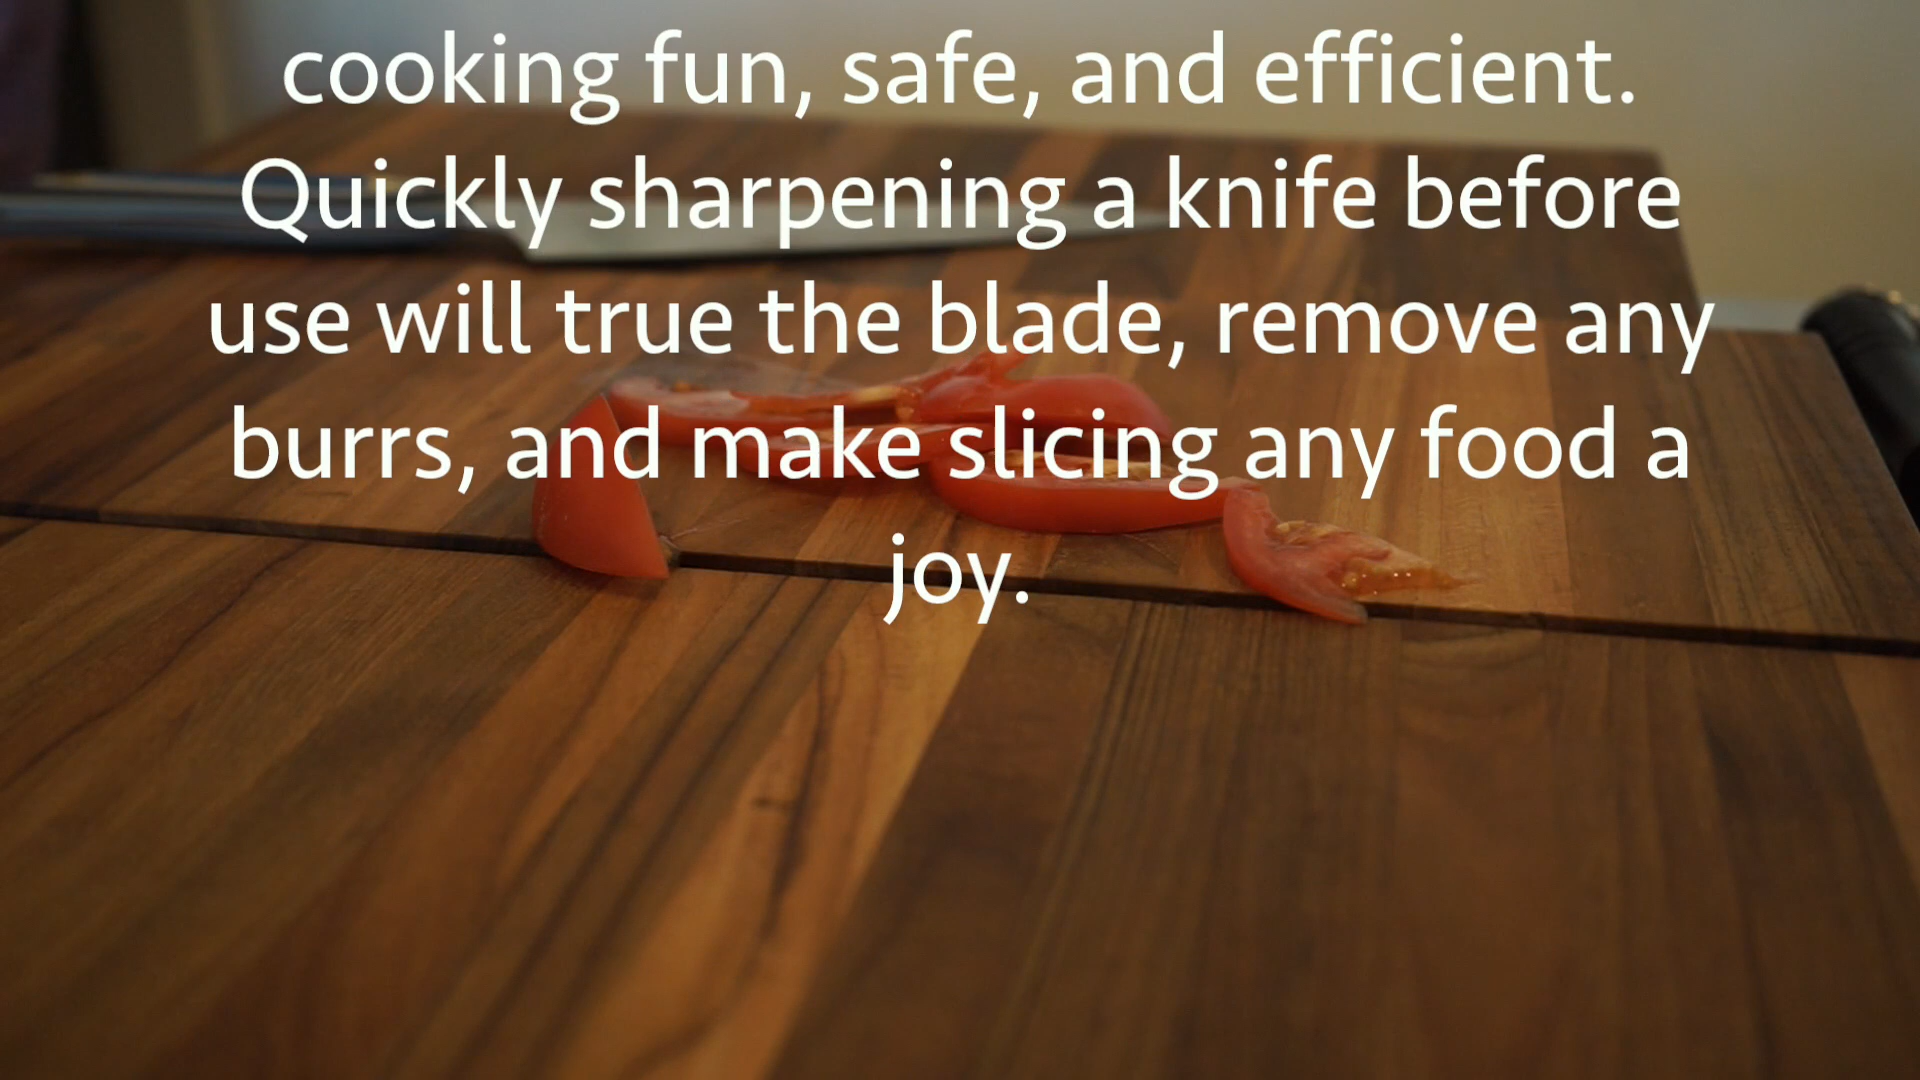 cooking fun, safe, and efficient.
Quickly sharpening a knife before
use will true the blade, remove any
burrs, and make slicing any food a
joy.